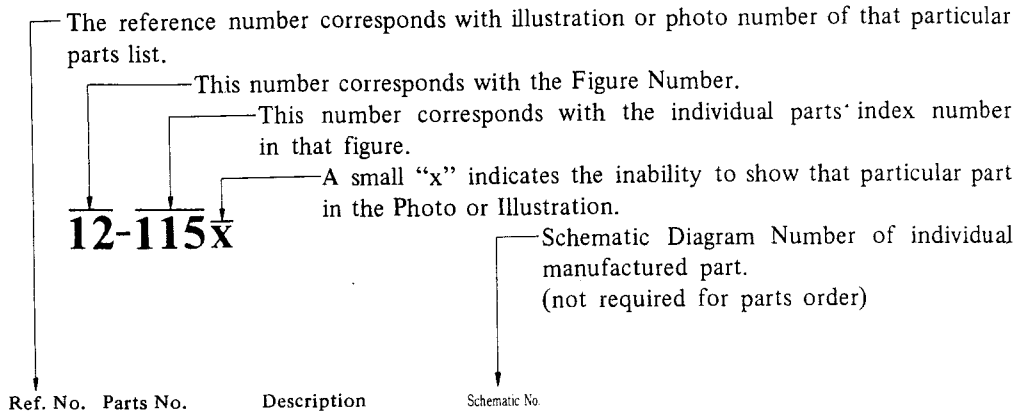 The reference number corresponds with illustration or photo number of that particular
parts list.
This number corresponds with the Figure Number.
This number corresponds with the individual parts' index number
in that figure.
A small “x” indicates the inability to show that particular part
in the Photo or Illustration.
12-115x
Schematic Diagram Number of individual
manufactured part.
(not required for parts order)
Ref. No. Parts No. Description Schematic No.